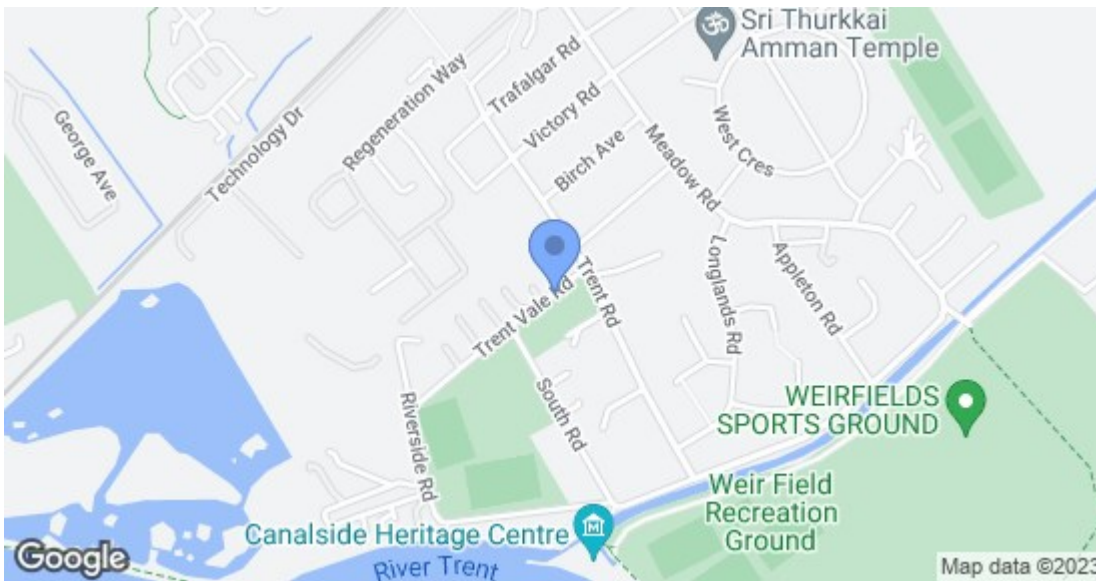 Sri Thurkkai
Amman Temple
Trafalgar Rd
Regeneration Way
Victory Rd
George Ave
Technology Dr
Birch Ave
Meadow Rd
West Cres
Trent Rd
Longlands Rd
Appleton Rd
Trent Vale Rd
South Rd
Riverside Rd
WEIRFIELDS
SPORTS GROUND
Weir Field
Recreation
Ground
Canalside Heritage Centre
M
River Trent
Google
Map data ©2023